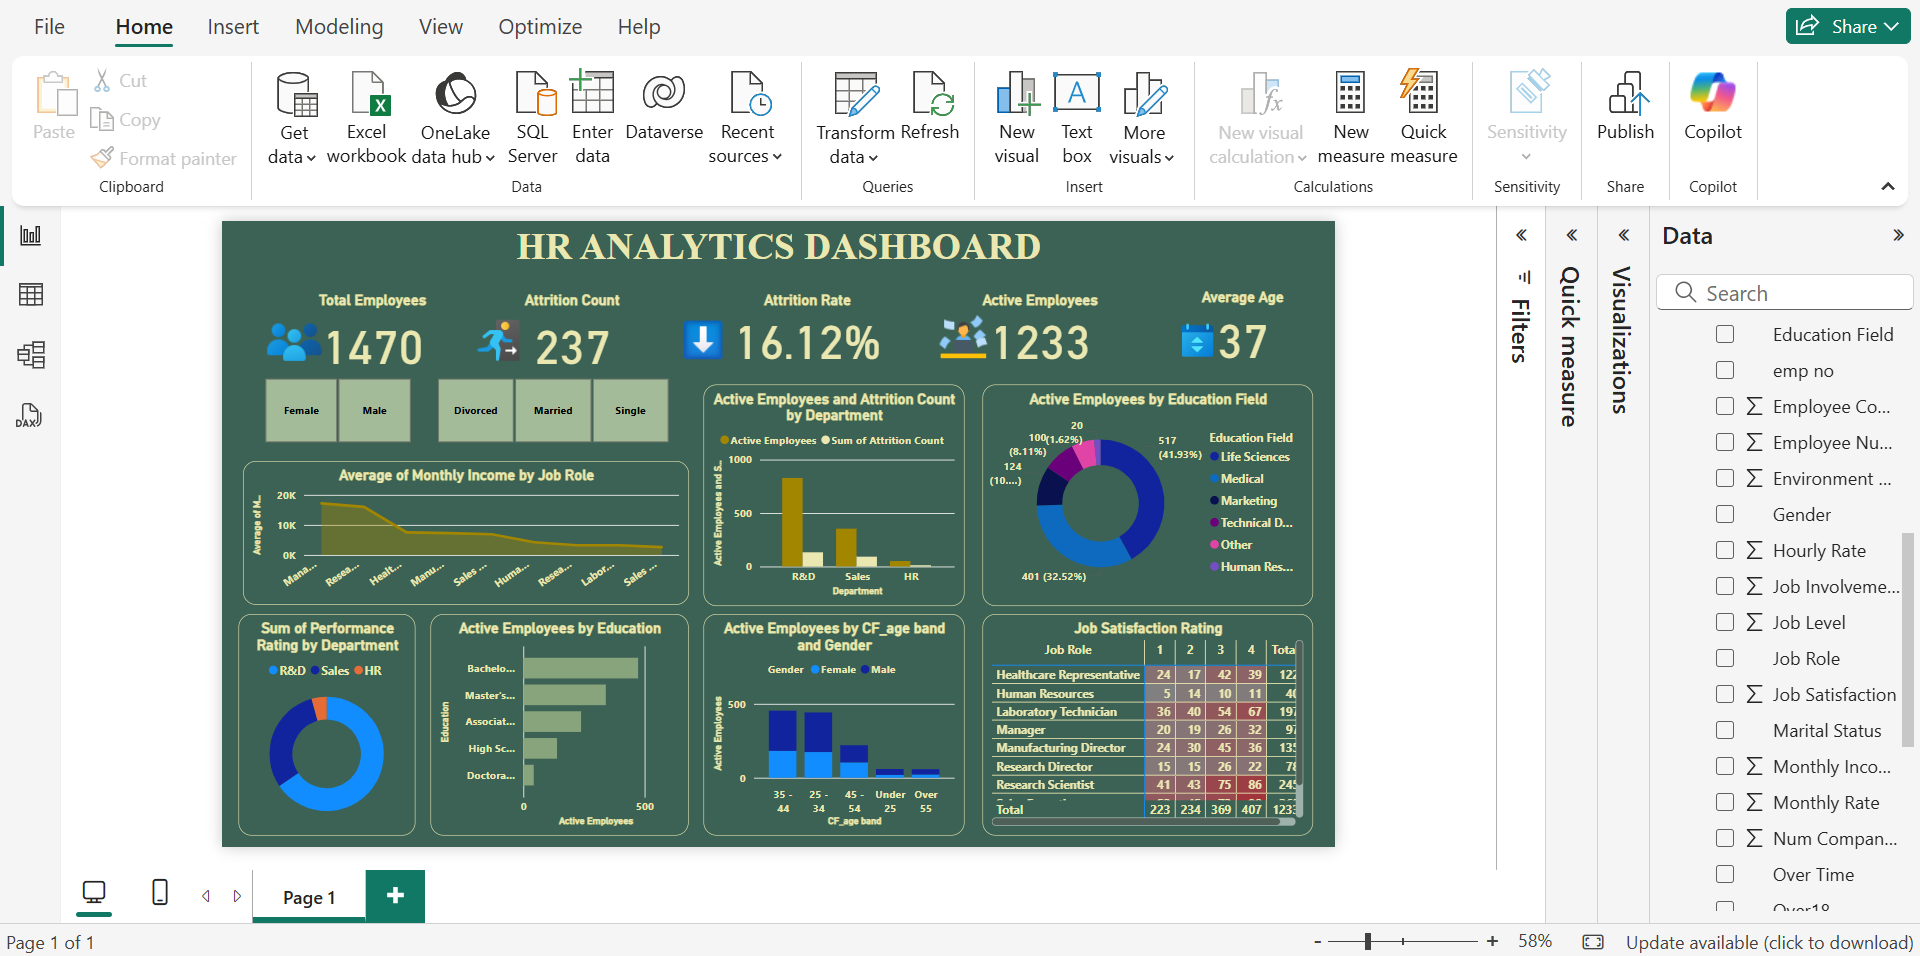 File Home Insert Modeling View Optimize Help Share
Paste
Cut
Copy
Format painter
Clipboard
Get data
Excel workbook
OneLake data hub
SQL Server
Enter data
Dataverse
Recent sources
Data
Transform data
Refresh
Queries
New visual
Text box
A
More visuals
Insert
New visual calculation
New measure
Quick measure
Calculations
Sensitivity
Sensitivity
Publish
Share
Copilot
Copilot
DAX
HR ANALYTICS DASHBOARD
Total Employees
1470
Attrition Count
237
Attrition Rate
16.12%
Active Employees
1233
Average Age
37
Female Male
Divorced Married Single
Average of Monthly Income by Job Role
Average of M...
20K
10K
0K
Mana... Resea... Healt... Manu... Sales ... Huma... Resea... Labor... Sales ...
Active Employees and Attrition Count
by Department
Active Employees Sum of Attrition Count
Active Employees and S...
1000
500
0
R&D Sales HR
Department
Active Employees by Education Field
20
(1.62%)
100
(8.11%)
124
(10....)
517
(41.93%)
401 (32.52%)
Education Field
Life Sciences
Medical
Marketing
Technical D...
Other
Human Res...
Sum of Performance
Rating by Department
R&D Sales HR
Active Employees by Education
Education
Bachelo...
Master's...
Associat...
High Sc...
Doctora...
0 500
Active Employees
Active Employees by CF_age band
and Gender
Gender Female Male
Active Employees
500
0
35 - 44
25 - 34
45 - 54
Under 25
Over 55
CF_age band
Job Satisfaction Rating
Job Role 1 2 3 4 Tota
Healthcare Representative 24 17 42 39 122
Human Resources 5 14 10 11 40
Laboratory Technician 36 40 54 67 197
Manager 20 19 26 32 97
Manufacturing Director 24 30 45 36 135
Research Director 15 15 26 22 78
Research Scientist 41 43 75 86 245
Total 223 234 369 407 1233
Filters
Quick measure
Visualizations
Data
Search
Education Field
emp no
Employee Co...
Employee Nu...
Environment ...
Gender
Hourly Rate
Job Involveme...
Job Level
Job Role
Job Satisfaction
Marital Status
Monthly Inco...
Monthly Rate
Num Compan...
Over Time
Over18
Page 1
Page 1 of 1
- + 58%
Update available (click to download)